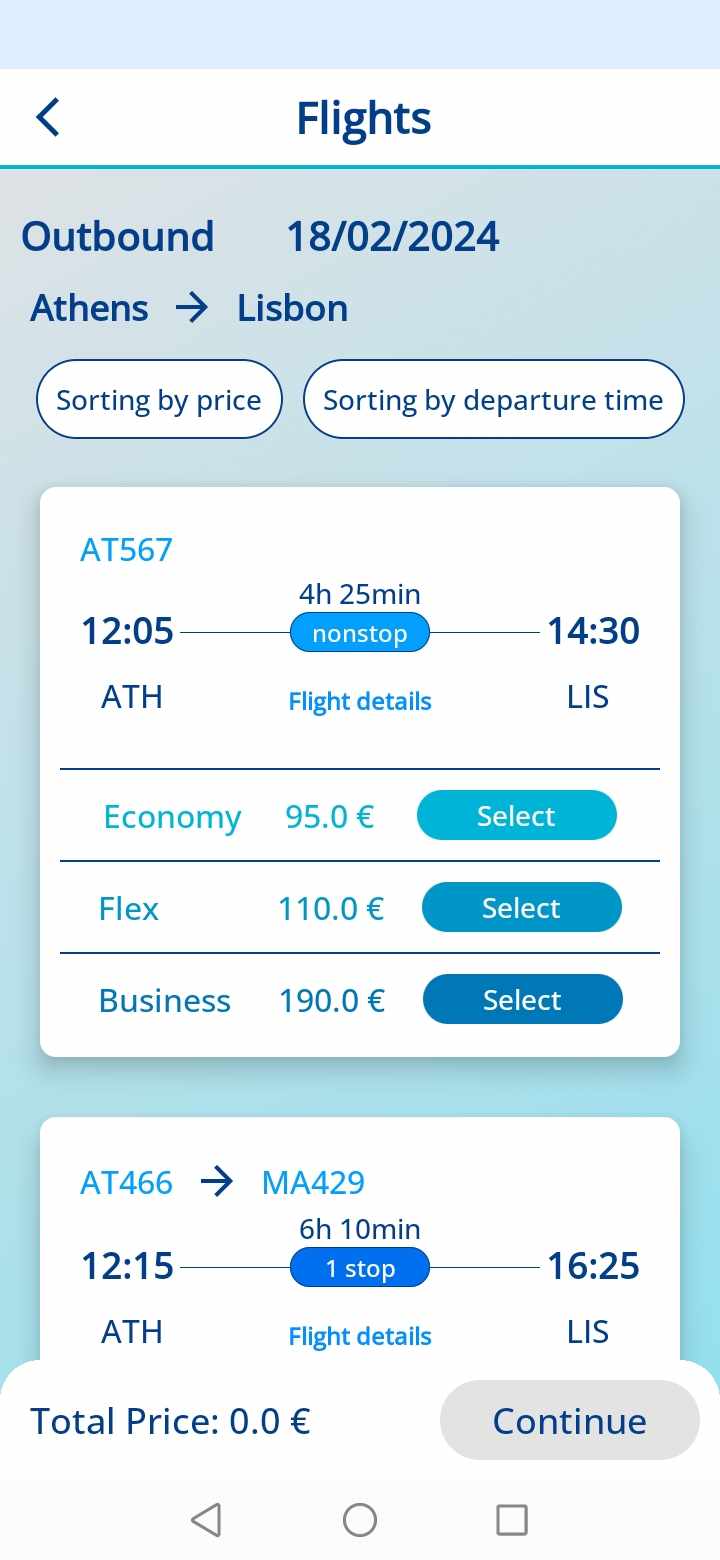 Flights
Outbound 18/02/2024
Athens → Lisbon
Sorting by price Sorting by departure time
AT567
4h 25min
12:05 nonstop 14:30
ATH Flight details LIS
Economy 95.0 € Select
Flex 110.0 € Select
Business 190.0 € Select
AT466 → MA429
6h 10min
12:15 1 stop 16:25
ATH Flight details LIS
Total Price: 0.0 € Continue